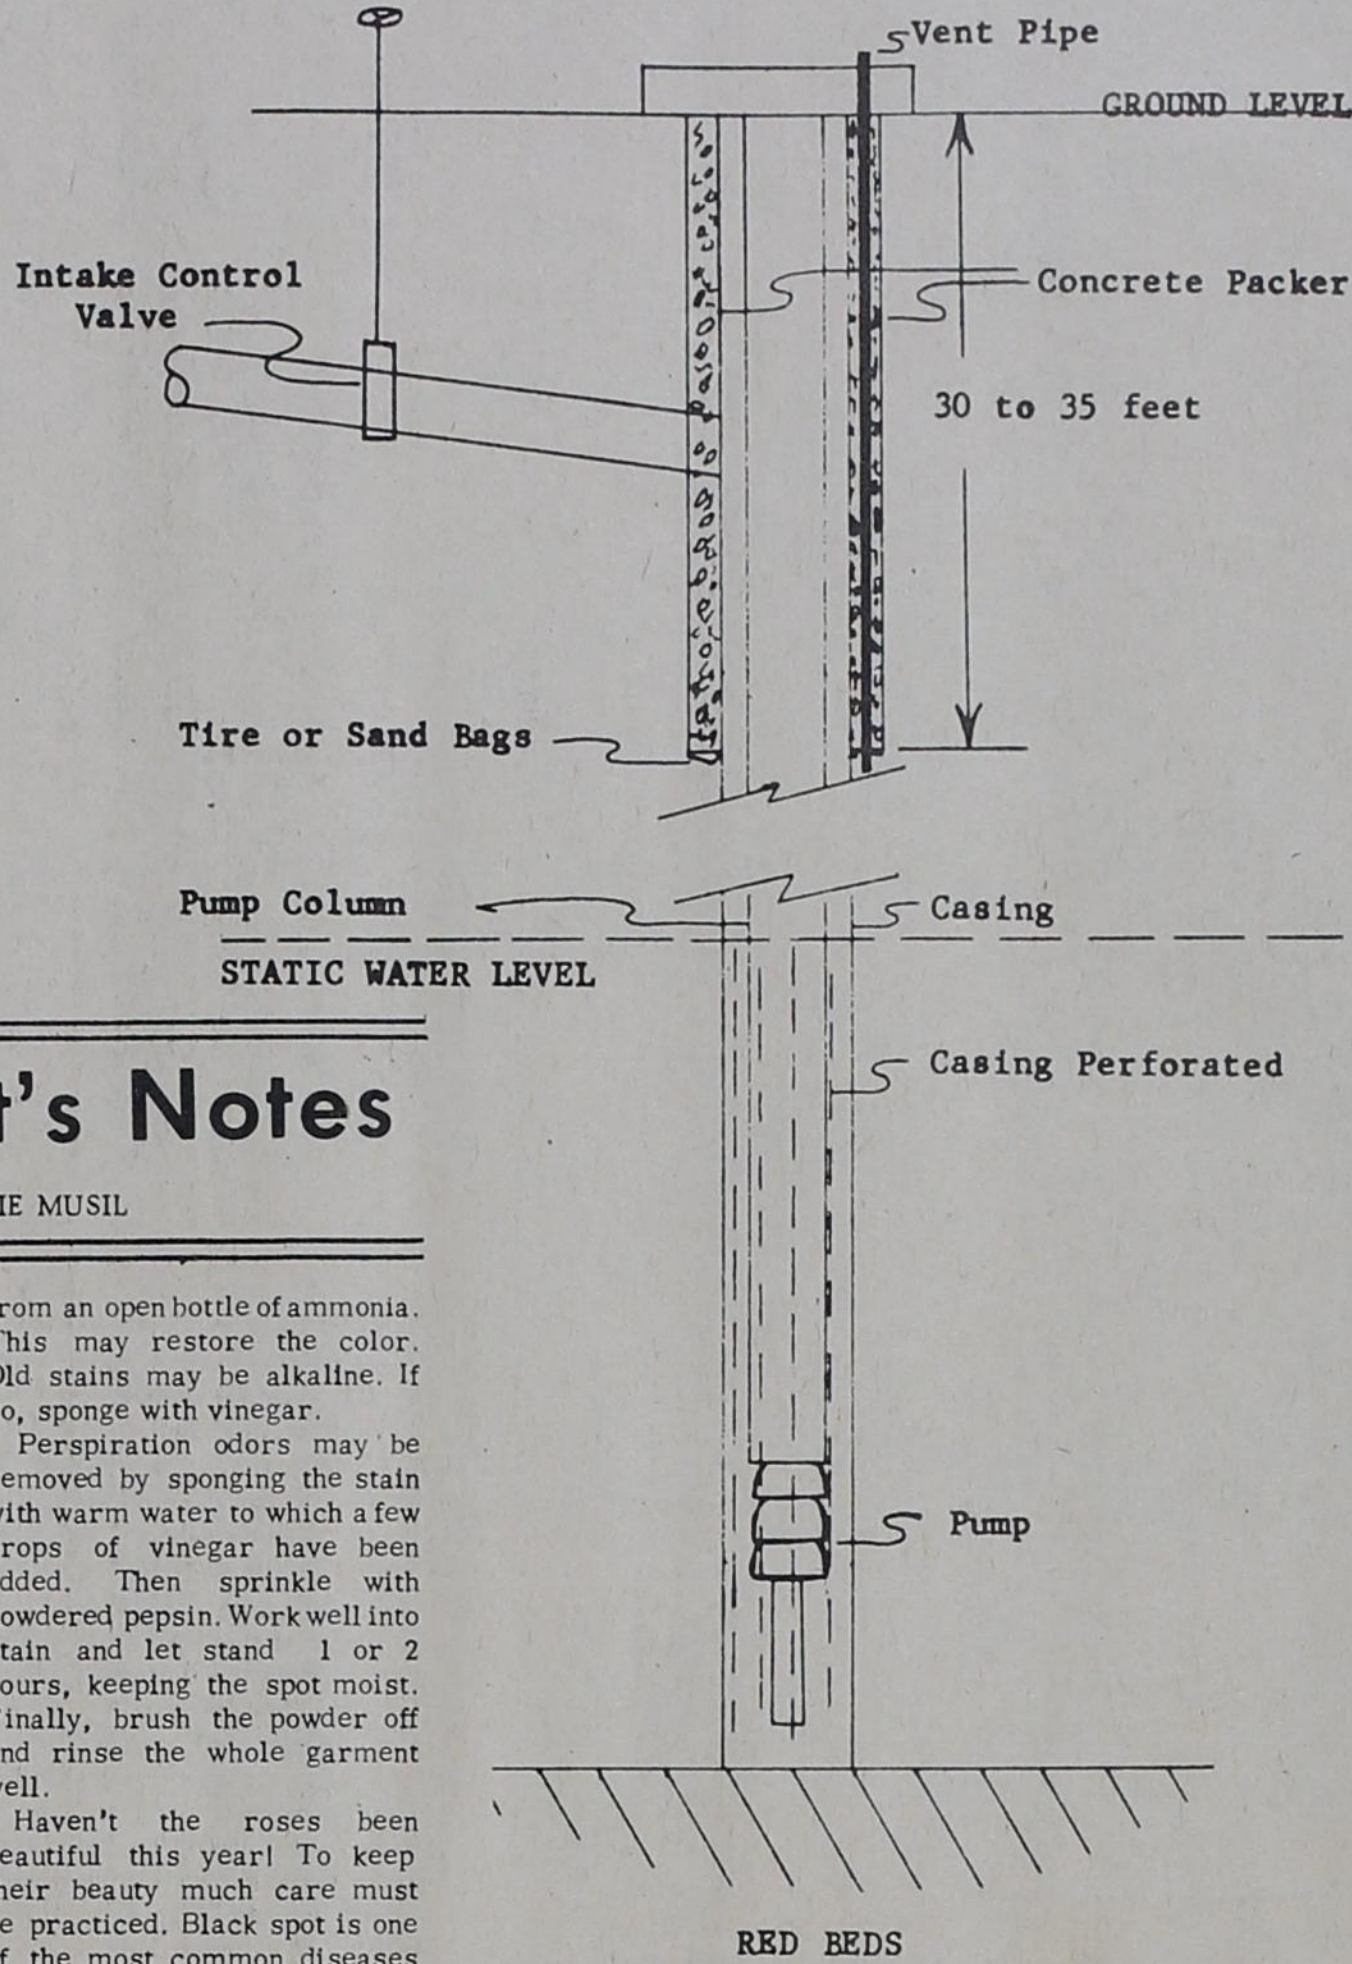 Vent Pipe
GROUND LEVEL
Intake Control
Valve
Concrete Packer
30 to 35 feet
Tire or Sand Bags
Pump Column
Casing
STATIC WATER LEVEL
Casing Perforated
Pump
RED BEDS
t's Notes
IE MUSIL
rom an open bottle of ammonia.
This may restore the color.
Old stains may be alkaline. If
o, sponge with vinegar.
Perspiration odors may be
emoved by sponging the stain
with warm water to which a few
rops of vinegar have been
dded. Then sprinkle with
owdered pepsin. Work well into
tain and let stand 1 or 2
ours, keeping the spot moist.
inally, brush the powder off
nd rinse the whole garment
well.
Haven't the roses been
eautiful this year! To keep
heir beauty much care must
e practiced. Black spot is one
f the most common diseases